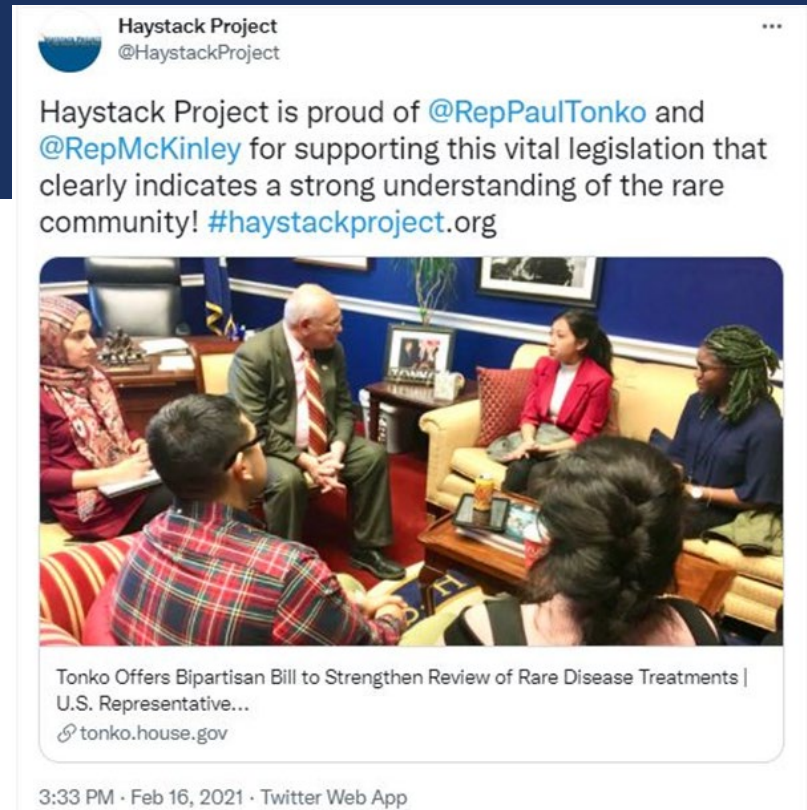 Haystack Project
@HaystackProject
Haystack Project is proud of @RepPaulTonko and
@RepMcKinley for supporting this vital legislation that
clearly indicates a strong understanding of the rare
community! #haystackproject.org
Tonko Offers Bipartisan Bill to Strengthen Review of Rare Disease Treatments |
U.S. Representative...
tonko.house.gov
3:33 PM · Feb 16, 2021 · Twitter Web App